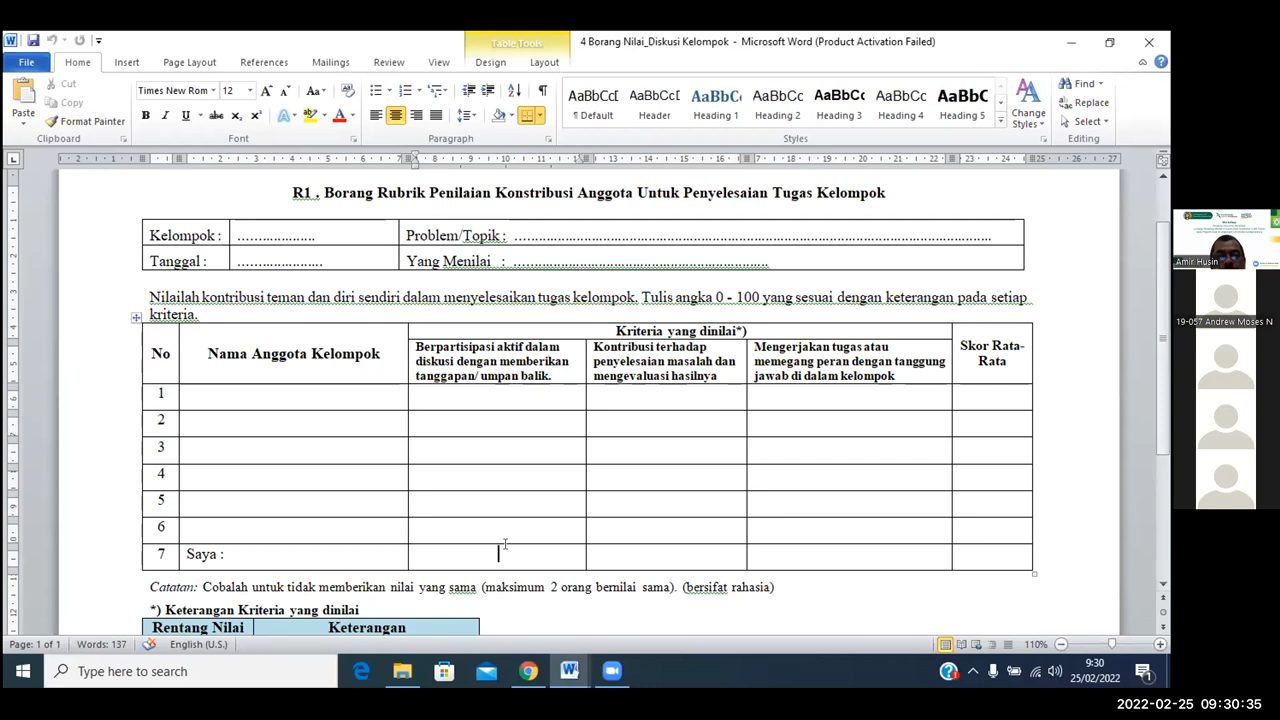 4 Borang Nilai_Diskusi Kelompok - Microsoft Word (Product Activation Failed)
Table Tools
File Home Insert Page Layout References Mailings Review View Design Layout
Cut
Copy
Format Painter
Paste
Clipboard
Times New Rom 12
Font
Paragraph
AaBbCc AaBbC AaBbCc AaBbCc AaBbCc AaBbCc AaBbC
¶ Default Header Heading 1 Heading 2 Heading 3 Heading 4 Heading 5
Styles
Change Styles
Find
Replace
Select
Editing
R1 . Borang Rubrik Penilaian Konstribusi Anggota Untuk Penyelesaian Tugas Kelompok
Kelompok : .................... Problem/Topik : ....................
Tanggal : .................... Yang Menilai : ....................
Nilailah kontribusi teman dan diri sendiri dalam menyelesaikan tugas kelompok. Tulis angka 0 - 100 yang sesuai dengan keterangan pada setiap
kriteria.
No
Nama Anggota Kelompok
Kriteria yang dinilai*)
Berpartisipasi aktif dalam
diskusi dengan memberikan
tanggapan/ umpan balik.
Kontribusi terhadap
penyelesaian masalah dan
mengevaluasi hasilnya
Mengerjakan tugas atau
memegang peran dengan tanggung
jawab di dalam kelompok
Skor Rata-
Rata
1
2
3
4
5
6
7 Saya :
Catatan: Cobalah untuk tidak memberikan nilai yang sama (maksimum 2 orang bernilai sama). (bersifat rahasia)
*) Keterangan Kriteria yang dinilai
Rentang Nilai Keterangan
Page: 1 of 1 Words: 137 English (U.S.) 110%
Type here to search
9:30
25/02/2022
Amir Husin
19-057 Andrew Moses N
2022-02-25 09:30:35